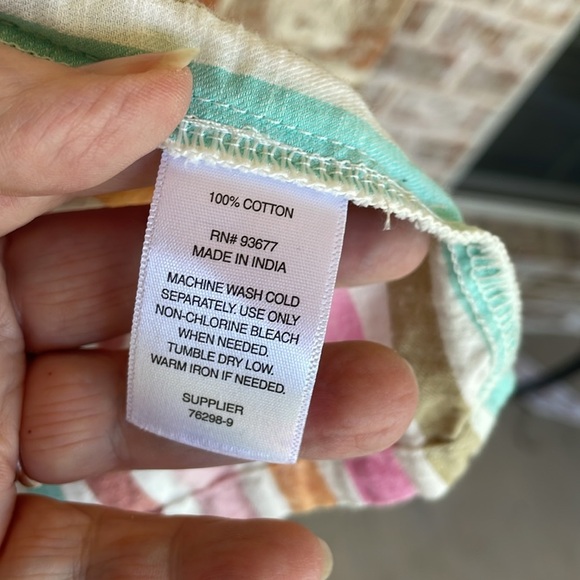 100% COTTON
RN# 93677
MADE IN INDIA
MACHINE WASH COLD
SEPARATELY. USE ONLY
NON-CHLORINE BLEACH
WHEN NEEDED.
TUMBLE DRY LOW.
WARM IRON IF NEEDED.
SUPPLIER
76298-9